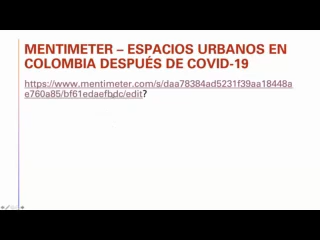 MENTIMETER – ESPACIOS URBANOS EN
COLOMBIA DESPUÉS DE COVID-19
https://www.mentimeter.com/s/daa78384ad5231f39aa18448a
e760a85/bf61edaefbdc/edit?